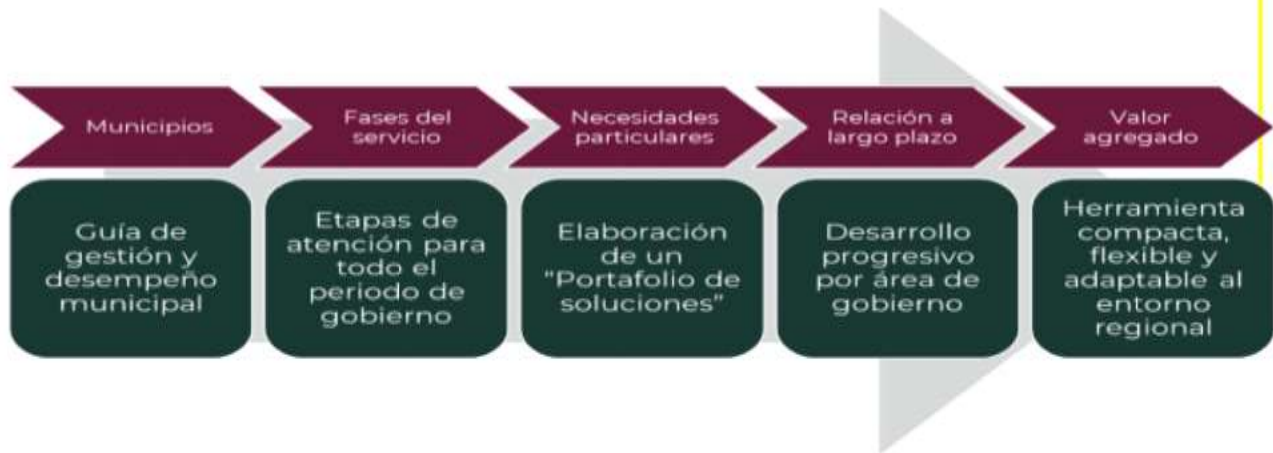 Municipios
Fases del
servicio
Necesidades
particulares
Relación a
largo plazo
Valor
agregado
Guía de
gestión y
desempeño
municipal
Etapas de
atención para
todo el
periodo de
gobierno
Elaboración
de un
"Portafolio de
soluciones"
Desarrollo
progresivo
por área de
gobierno
Herramienta
compacta,
flexible y
adaptable al
entorno
regional